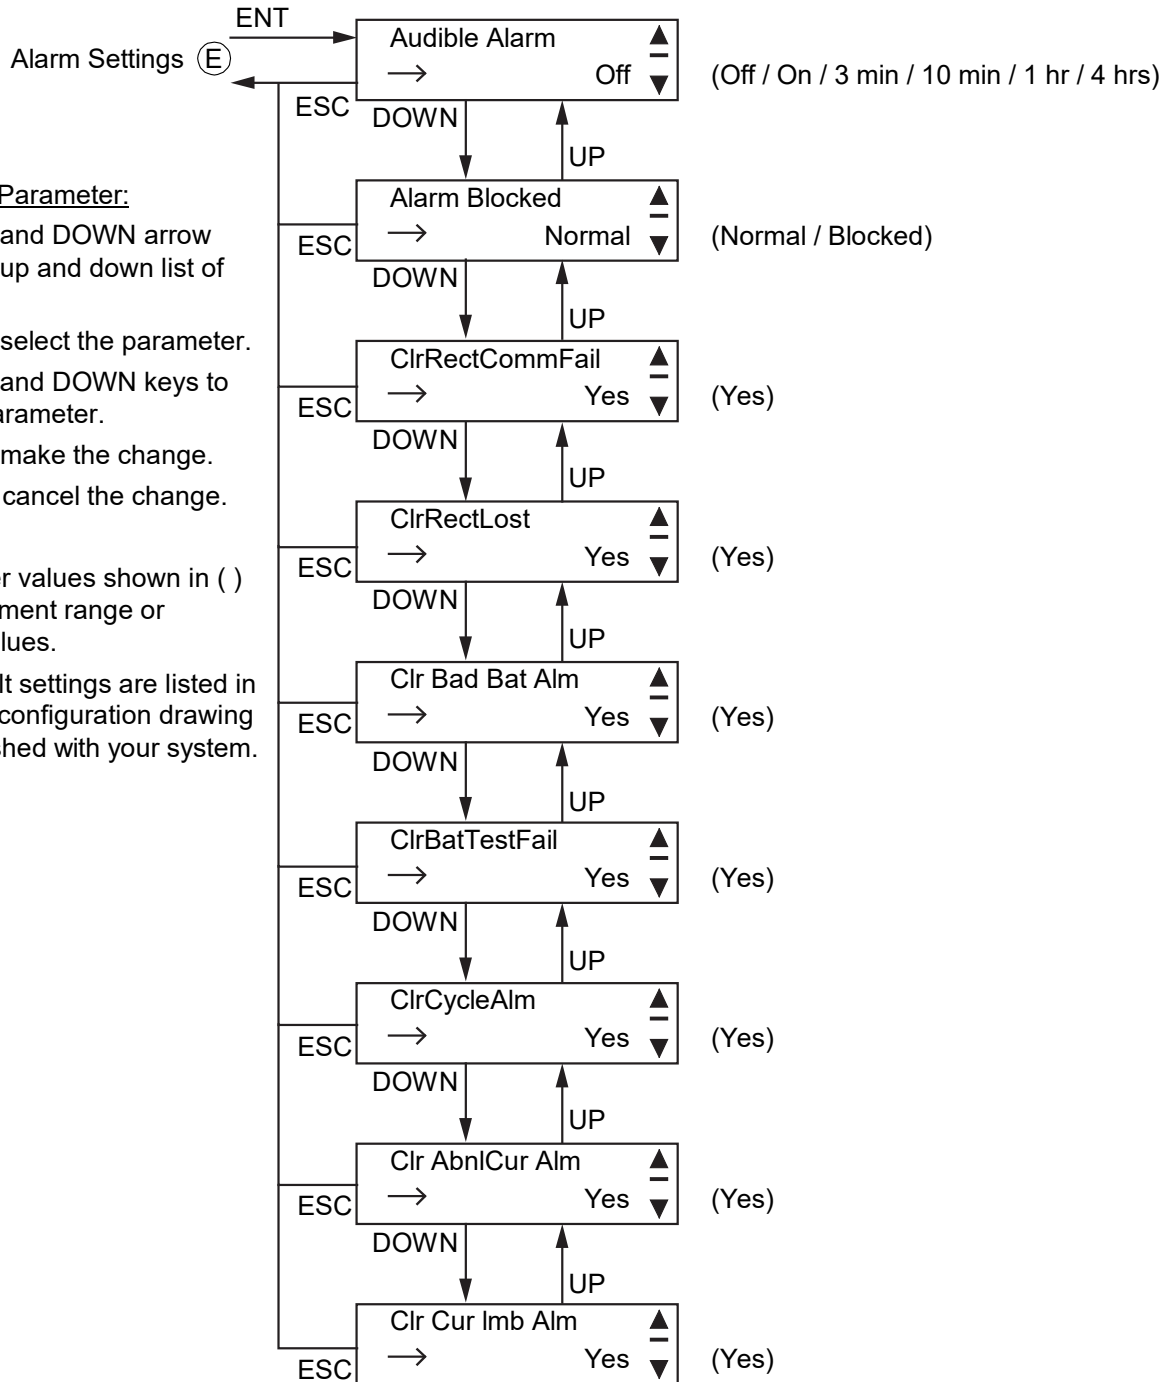 ENT
Alarm Settings E
ESC
Audible Alarm
→ Off
(Off / On / 3 min / 10 min / 1 hr / 4 hrs)
DOWN
UP
Parameter:
and DOWN arrow
up and down list of
select the parameter.
and DOWN keys to
arameter.
make the change.
cancel the change.
er values shown in ( )
ment range or
lues.
lt settings are listed in
configuration drawing
shed with your system.
Alarm Blocked
→ Normal
(Normal / Blocked)
ESC
DOWN
UP
ClrRectCommFail
→ Yes
(Yes)
ESC
DOWN
UP
ClrRectLost
→ Yes
(Yes)
ESC
DOWN
UP
Clr Bad Bat Alm
→ Yes
(Yes)
ESC
DOWN
UP
ClrBatTestFail
→ Yes
(Yes)
ESC
DOWN
UP
ClrCycleAlm
→ Yes
(Yes)
ESC
DOWN
UP
Clr AbnlCur Alm
→ Yes
(Yes)
ESC
DOWN
UP
Clr Cur Imb Alm
→ Yes
(Yes)
ESC